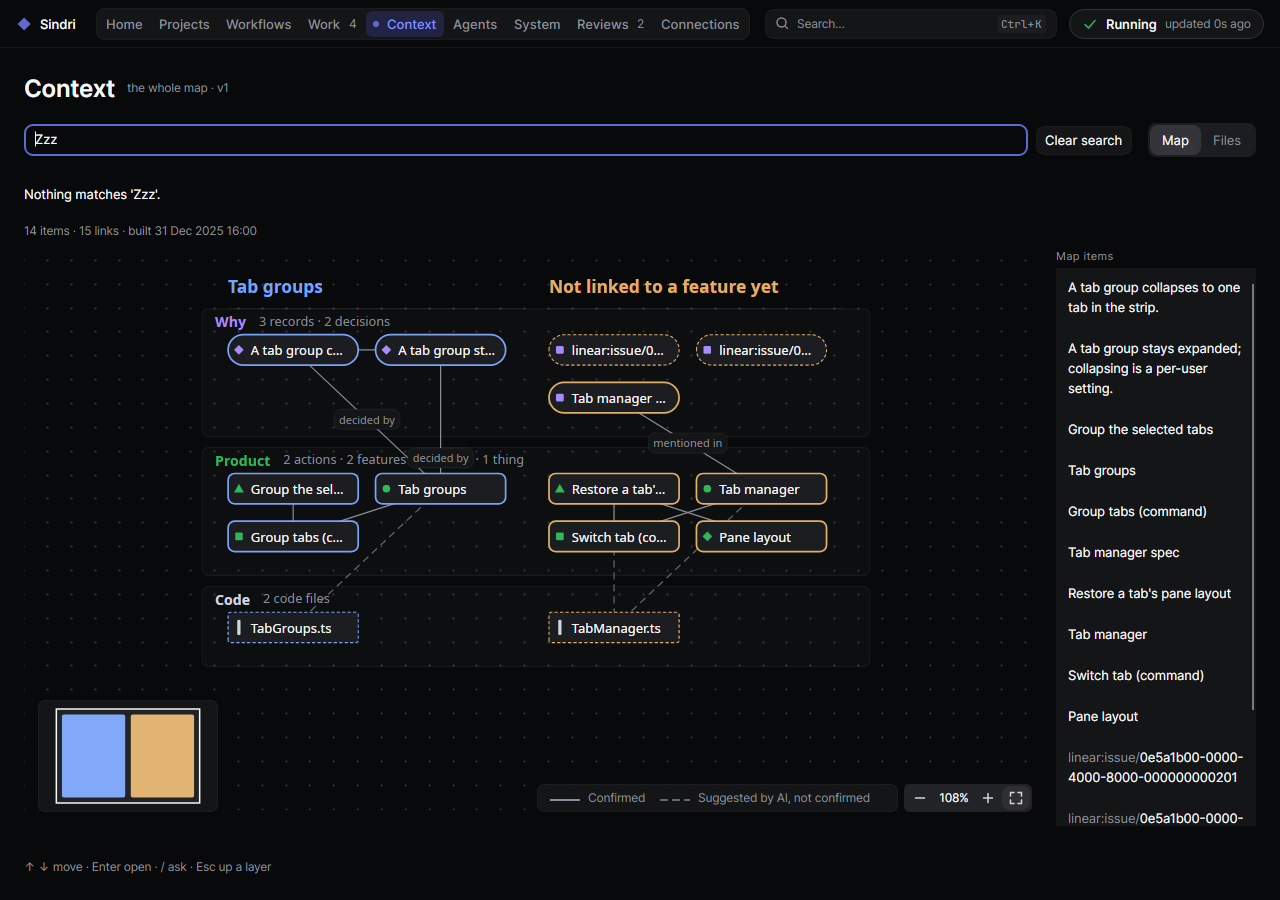 Sindri
Home Projects Workflows Work 4 Context Agents System Reviews 2 Connections
Search... Ctrl+K
Running updated 0s ago
Context the whole map · v1
Zzz
Clear search
Map Files
Nothing matches 'Zzz'.
14 items · 15 links · built 31 Dec 2025 16:00
Tab groups
Not linked to a feature yet
Why 3 records · 2 decisions
A tab group c... A tab group st... linear:issue/0... linear:issue/0...
Tab manager ...
decided by
mentioned in
Product 2 actions · 2 features decided by · 1 thing
Group the sel... Tab groups Restore a tab'... Tab manager
Group tabs (c... Switch tab (co... Pane layout
Code 2 code files
TabGroups.ts TabManager.ts
Confirmed Suggested by AI, not confirmed
108%
Map items
A tab group collapses to one
tab in the strip.
A tab group stays expanded;
collapsing is a per-user
setting.
Group the selected tabs
Tab groups
Group tabs (command)
Tab manager spec
Restore a tab's pane layout
Tab manager
Switch tab (command)
Pane layout
linear:issue/0e5a1b00-0000-
4000-8000-000000000201
linear:issue/0e5a1b00-0000-
↑ ↓ move · Enter open · / ask · Esc up a layer